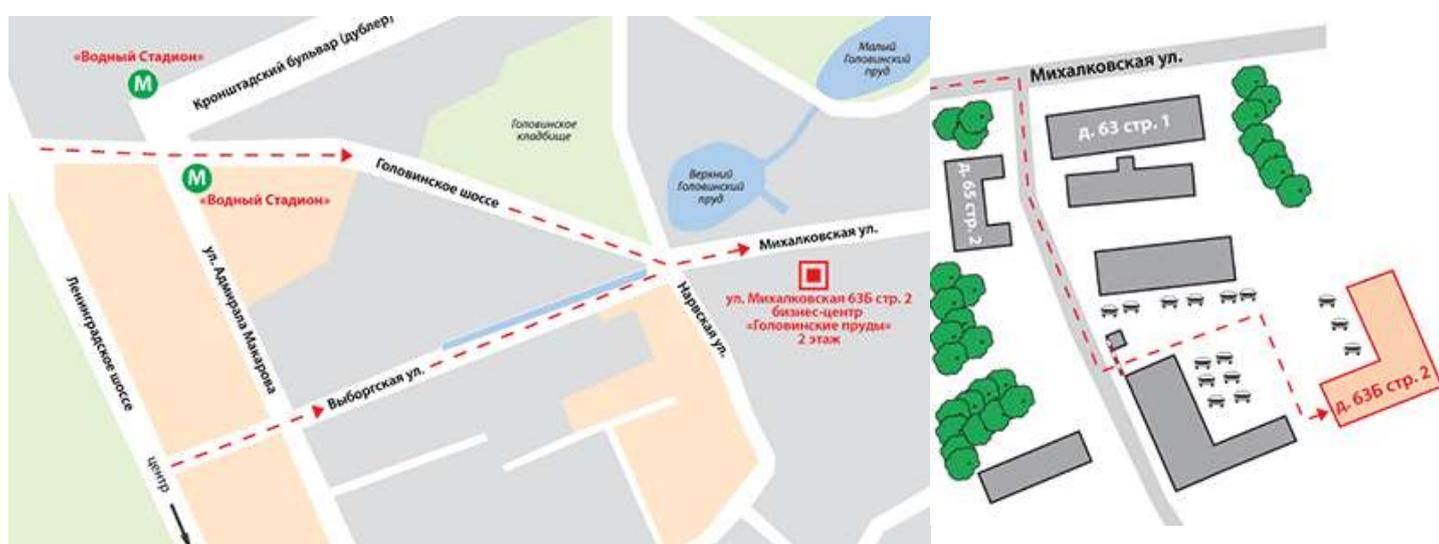 «Водный Стадион»
М
Кронштадский бульвар (дублер)
Малый
Головинский
пруд
Головинское
кладбище
М
«Водный Стадион»
Головинское шоссе
Верхний
Головинский
пруд
Михалковская ул.
ул. Михалковская 63Б стр. 2
бизнес-центр
«Головинские пруды»
2 этаж
Ленинградское шоссе
ул. Адмирала Макарова
Нарвская ул.
Выборгская ул.
центр
Михалковская ул.
д. 63 стр. 1
д. 65 стр. 2
д. 63Б стр. 2